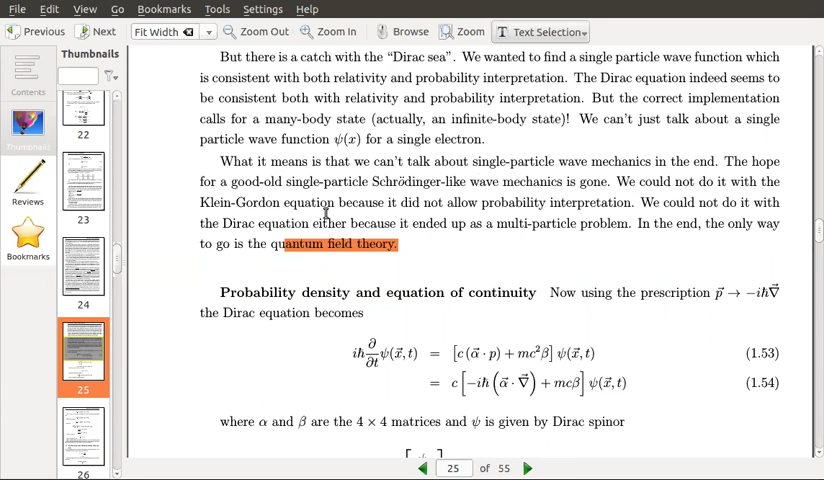 File Edit View Go Bookmarks Tools Settings Help
Previous Next Fit Width Zoom Out Zoom In Browse Zoom Text Selection
Thumbnails
Contents
Thumbnails
Reviews
Bookmarks
22
23
24
25
26
But there is a catch with the “Dirac sea”. We wanted to find a single particle wave function which
is consistent with both relativity and probability interpretation. The Dirac equation indeed seems to
be consistent both with relativity and probability interpretation. But the correct implementation
calls for a many-body state (actually, an infinite-body state)! We can’t just talk about a single
particle wave function ψ(x) for a single electron.
What it means is that we can’t talk about single-particle wave mechanics in the end. The hope
for a good-old single-particle Schrödinger-like wave mechanics is gone. We could not do it with the
Klein-Gordon equation because it did not allow probability interpretation. We could not do it with
the Dirac equation either because it ended up as a multi-particle problem. In the end, the only way
to go is the quantum field theory.
Probability density and equation of continuity Now using the prescription p⃗ → −iħ∇⃗
the Dirac equation becomes
iħ ∂/∂t ψ(x⃗, t) = [c (α⃗ · p) + mc²β] ψ(x⃗, t) (1.53)
= c [−iħ (α⃗ · ∇⃗) + mcβ] ψ(x⃗, t) (1.54)
where α and β are the 4 × 4 matrices and ψ is given by Dirac spinor
25 of 55